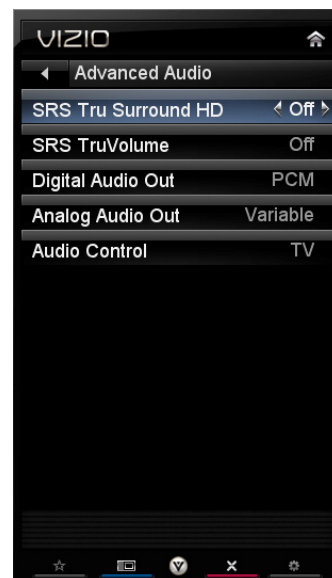 VIZIO
Advanced Audio
SRS Tru Surround HD Off
SRS TruVolume Off
Digital Audio Out PCM
Analog Audio Out Variable
Audio Control TV
V